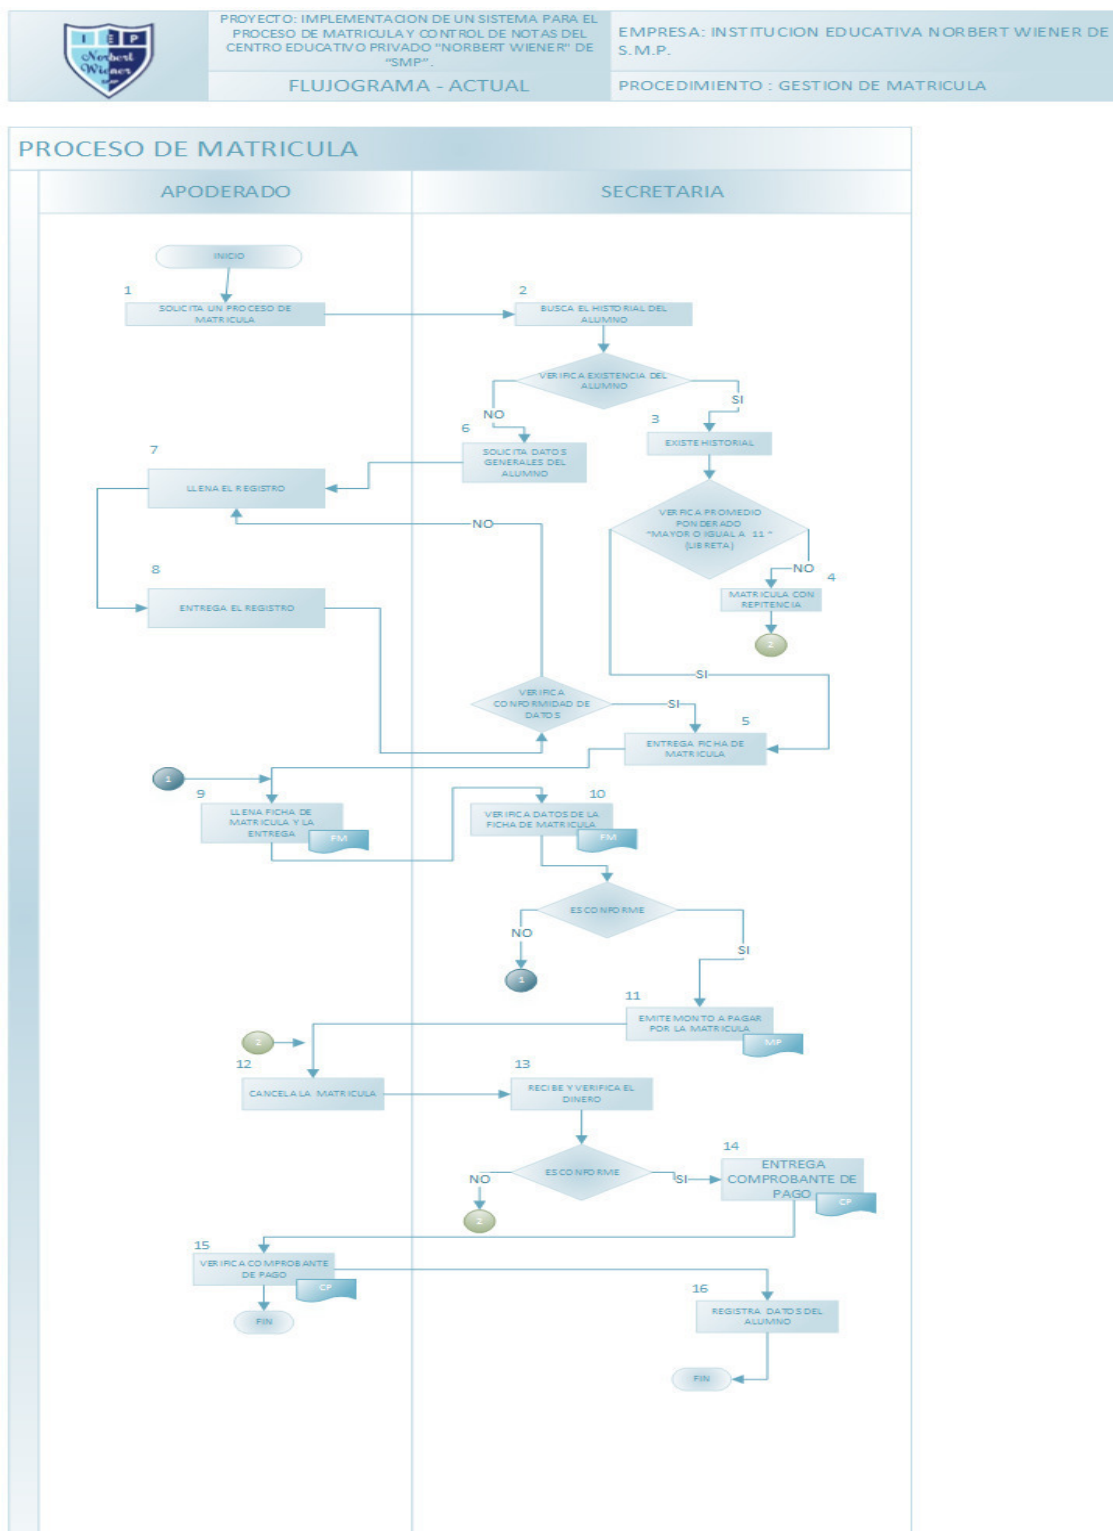 I E P
Norbert
Wiener
PROYECTO: IMPLEMENTACION DE UN SISTEMA PARA EL
PROCESO DE MATRICULA Y CONTROL DE NOTAS DEL
CENTRO EDUCATIVO PRIVADO "NORBERT WIENER" DE
"SMP".
FLUJOGRAMA - ACTUAL
EMPRESA: INSTITUCION EDUCATIVA NORBERT WIENER DE
S.M.P.
PROCEDIMIENTO : GESTION DE MATRICULA
PROCESO DE MATRICULA
APODERADO
SECRETARIA
INICIO
1
SOLICITA UN PROCESO DE
MATRICULA
2
BUSCA EL HISTORIAL DEL
ALUMNO
VERIFICA EXISTENCIA DEL
ALUMNO
NO
SI
3
EXISTE HISTORIAL
6
SOLICITA DATOS
GENERALES DEL
ALUMNO
7
LLENA EL REGISTRO
VERIFICA PROMEDIO
PONDERADO
"MAYOR O IGUAL A 11 "
(LIBRETA)
NO
NO
4
MATRICULA CON
REPITENCIA
2
8
ENTREGA EL REGISTRO
SI
VERIFICA
CONFORMIDAD DE
DATOS
SI
5
ENTREGA FICHA DE
MATRICULA
1
9
LLENA FICHA DE
MATRICULA Y LA
ENTREGA
FM
10
VERIFICA DATOS DE LA
FICHA DE MATRICULA
FM
ES CONFORME
NO
SI
1
11
EMITE MONTO A PAGAR
POR LA MATRICULA
MP
2
12
CANCELA LA MATRICULA
13
RECIBE Y VERIFICA EL
DINERO
ES CONFORME
NO
SI
2
14
ENTREGA
COMPROBANTE DE
PAGO
CP
15
VERIFICA COMPROBANTE
DE PAGO
CP
FIN
16
REGISTRA DATOS DEL
ALUMNO
FIN